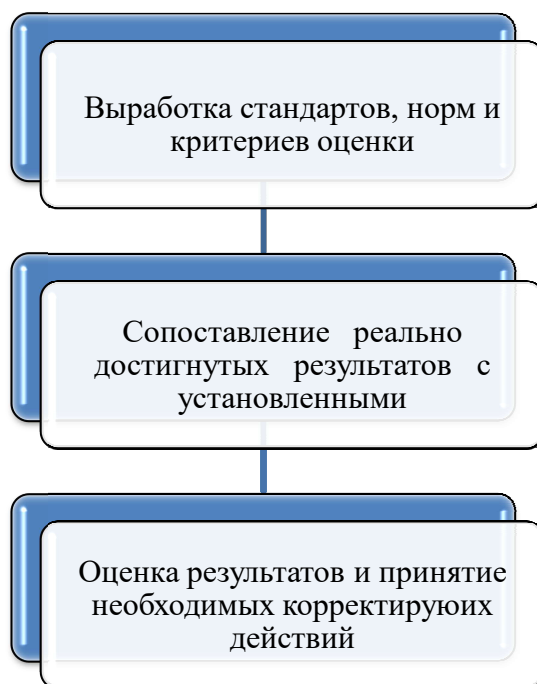 Выработка стандартов, норм и
критериев оценки
Сопоставление реально
достигнутых результатов с
установленными
Оценка результатов и принятие
необходимых корректируюих
действий